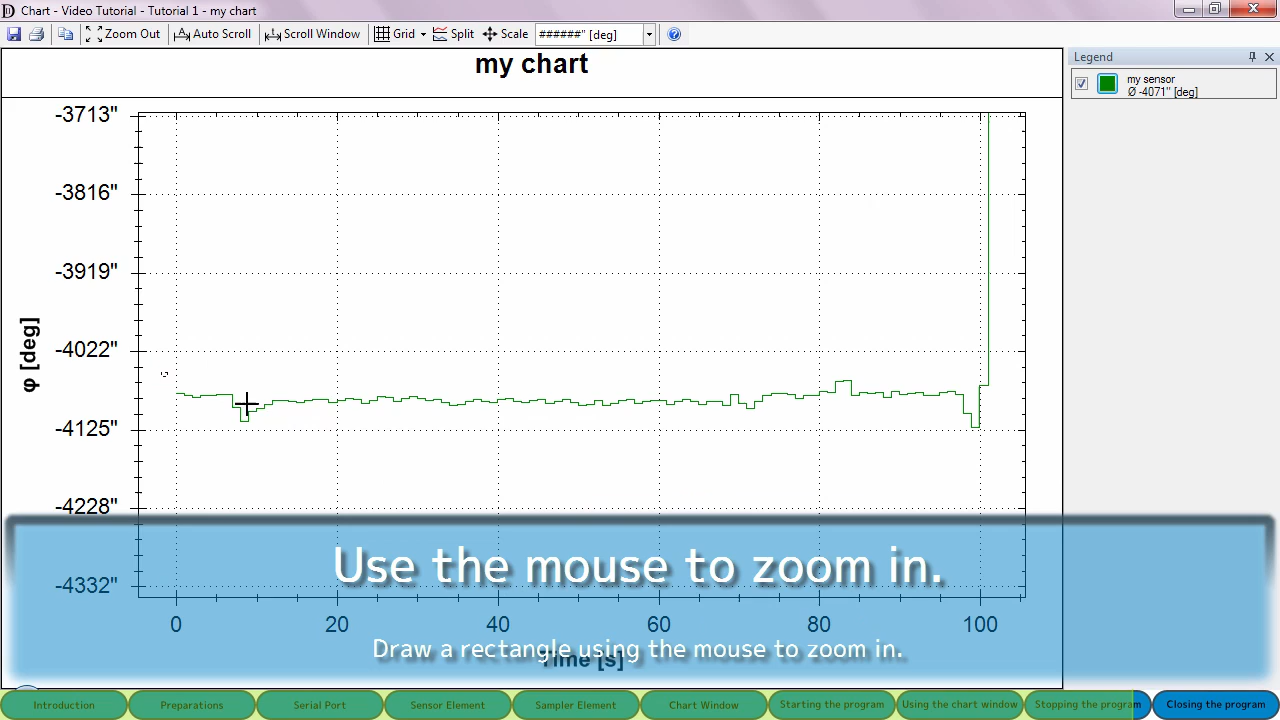 Chart - Video Tutorial - Tutorial 1 - my chart
Zoom Out Auto Scroll Scroll Window Grid Split Scale ######" [deg]
my chart
Legend
my sensor
Ø -4071" [deg]
-3713"
-3816"
-3919"
-4022"
-4125"
-4228"
-4332"
φ [deg]
0 20 40 60 80 100
Time [s]
Use the mouse to zoom in.
Draw a rectangle using the mouse to zoom in.
Introduction Preparations Serial Port Sensor Element Sampler Element Chart Window Starting the program Using the chart window Stopping the program Closing the program